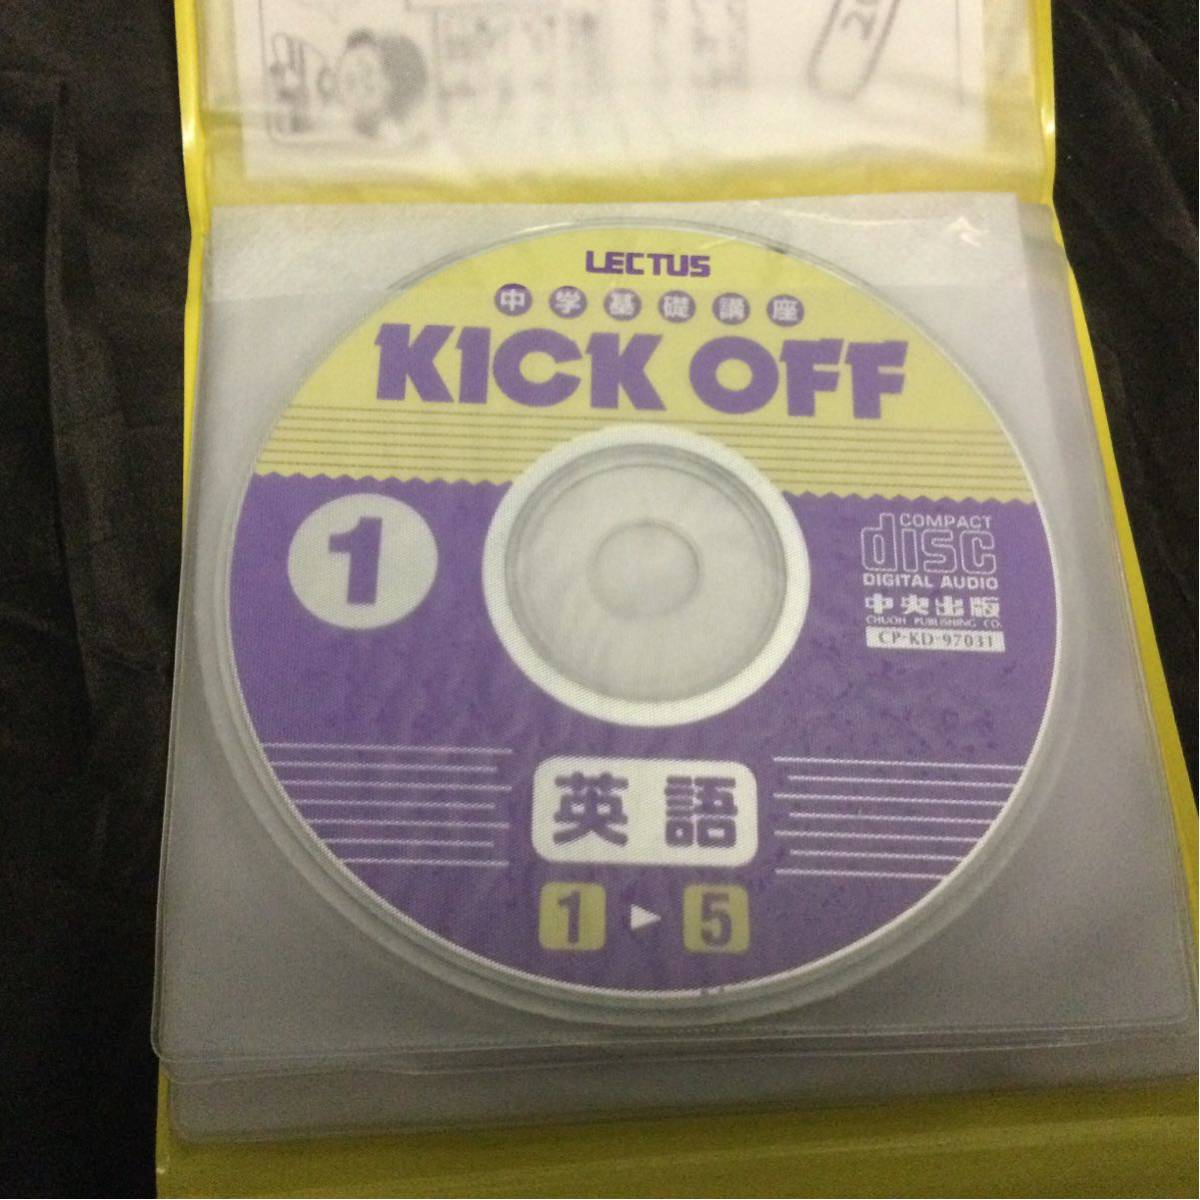 LECTUS
中学基礎講座
KICK OFF
1
COMPACT
disc
DIGITAL AUDIO
中央出版
CHUOH PUBLISHING CO.
CP-KD-97031
英語
1 ▶ 5